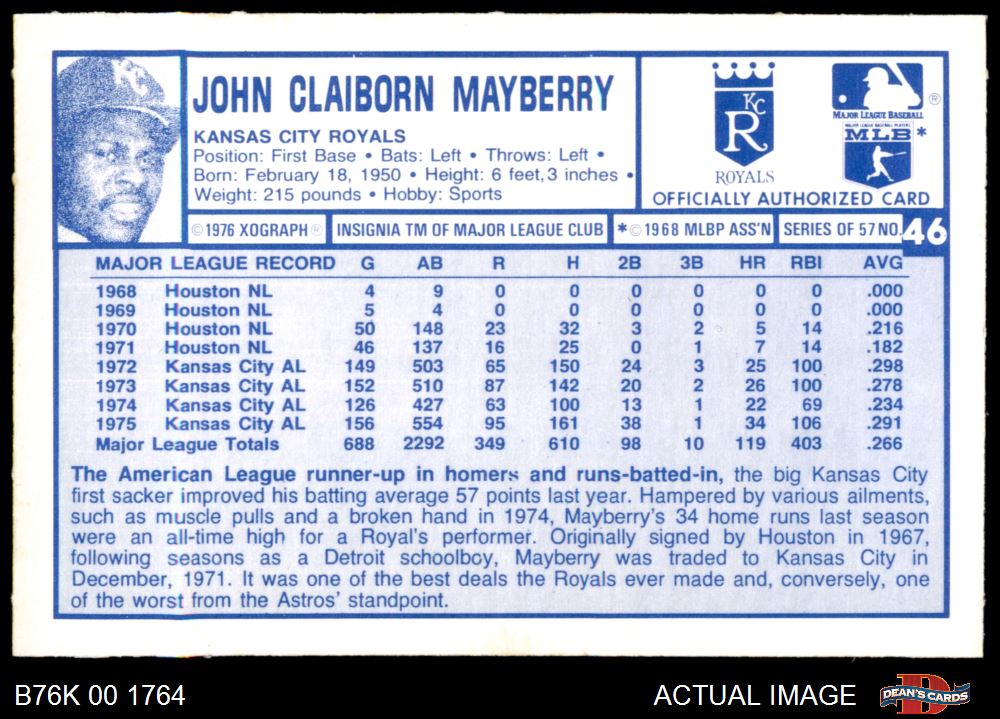 JOHN CLAIBORN MAYBERRY
KANSAS CITY ROYALS
Position: First Base • Bats: Left • Throws: Left •
Born: February 18, 1950 • Height: 6 feet, 3 inches •
Weight: 215 pounds • Hobby: Sports
KC
R
ROYALS
®
MAJOR LEAGUE BASEBALL
MAJOR LEAGUE BASEBALL PLAYERS
MLB *
OFFICIALLY AUTHORIZED CARD
© 1976 XOGRAPH ® INSIGNIA TM OF MAJOR LEAGUE CLUB * © 1968 MLBP ASS'N SERIES OF 57 NO. 46
MAJOR LEAGUE RECORD G AB R H 2B 3B HR RBI AVG
1968 Houston NL 4 9 0 0 0 0 0 0 .000
1969 Houston NL 5 4 0 0 0 0 0 0 .000
1970 Houston NL 50 148 23 32 3 2 5 14 .216
1971 Houston NL 46 137 16 25 0 1 7 14 .182
1972 Kansas City AL 149 503 65 150 24 3 25 100 .298
1973 Kansas City AL 152 510 87 142 20 2 26 100 .278
1974 Kansas City AL 126 427 63 100 13 1 22 69 .234
1975 Kansas City AL 156 554 95 161 38 1 34 106 .291
Major League Totals 688 2292 349 610 98 10 119 403 .266
The American League runner-up in homers and runs-batted-in, the big Kansas City
first sacker improved his batting average 57 points last year. Hampered by various ailments,
such as muscle pulls and a broken hand in 1974, Mayberry's 34 home runs last season
were an all-time high for a Royal's performer. Originally signed by Houston in 1967,
following seasons as a Detroit schoolboy, Mayberry was traded to Kansas City in
December, 1971. It was one of the best deals the Royals ever made and, conversely, one
of the worst from the Astros' standpoint.
B76K 00 1764
ACTUAL IMAGE
DEAN'S CARDS